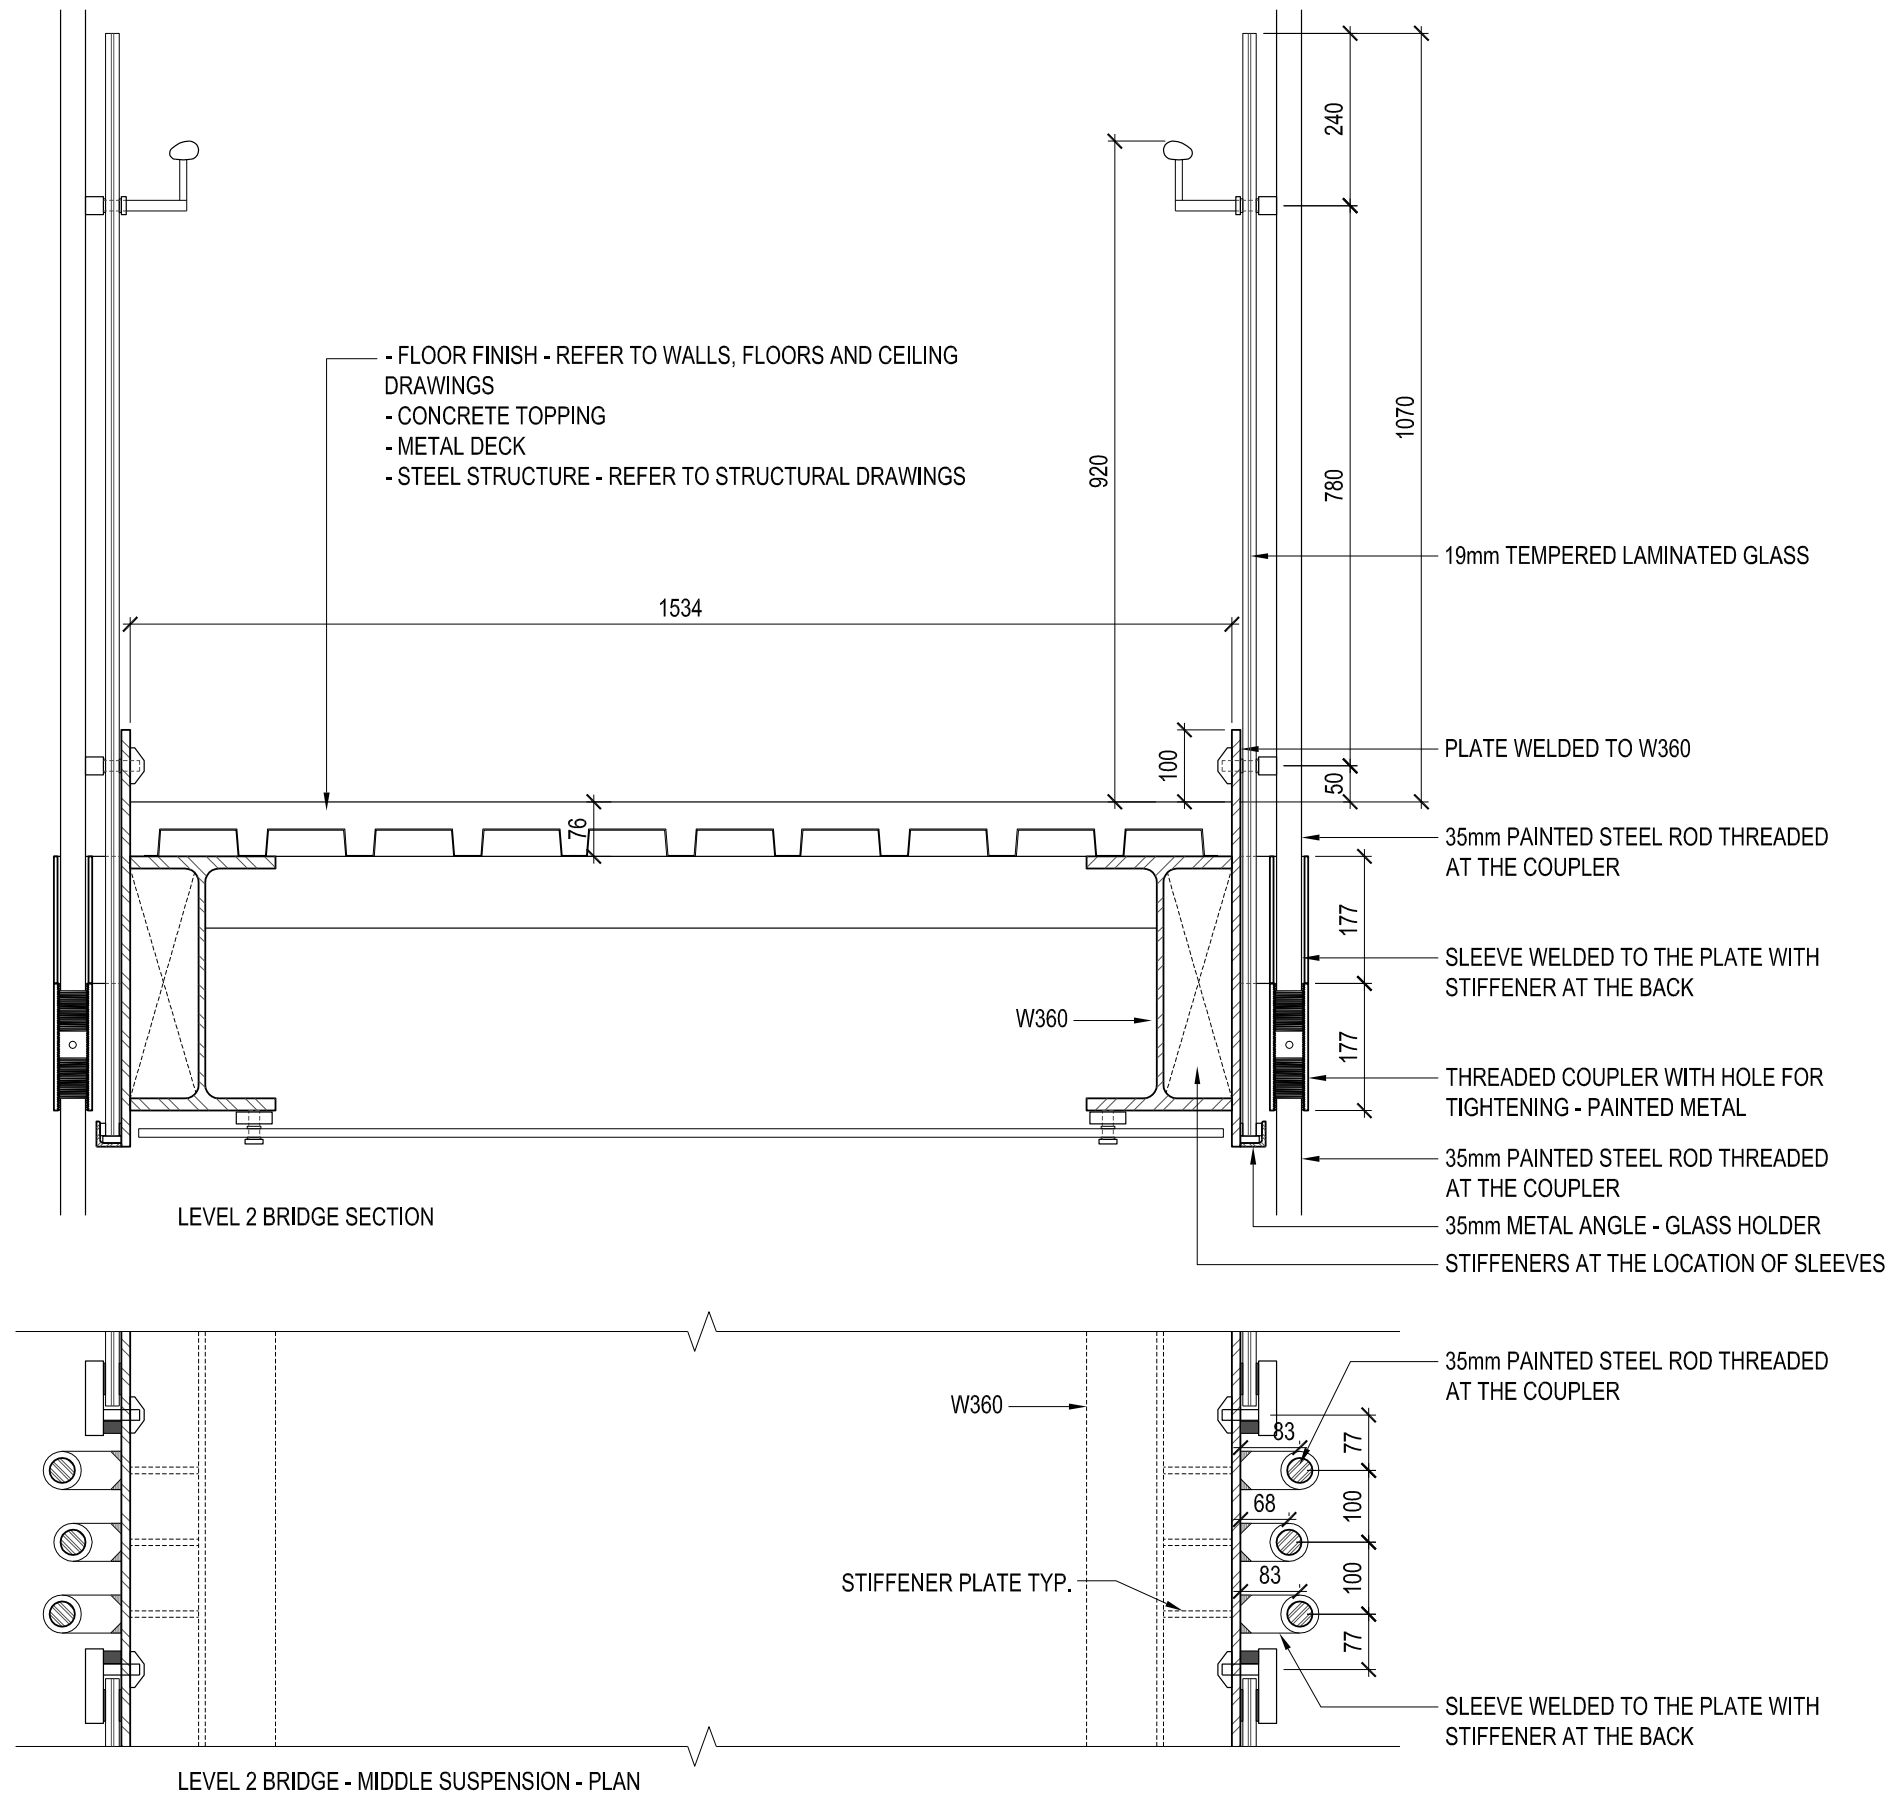 240
- FLOOR FINISH - REFER TO WALLS, FLOORS AND CEILING
DRAWINGS
- CONCRETE TOPPING
- METAL DECK
- STEEL STRUCTURE - REFER TO STRUCTURAL DRAWINGS
920
780
1070
19mm TEMPERED LAMINATED GLASS
1534
PLATE WELDED TO W360
100
50
76
35mm PAINTED STEEL ROD THREADED
AT THE COUPLER
177
SLEEVE WELDED TO THE PLATE WITH
STIFFENER AT THE BACK
W360
177
THREADED COUPLER WITH HOLE FOR
TIGHTENING - PAINTED METAL
35mm PAINTED STEEL ROD THREADED
AT THE COUPLER
LEVEL 2 BRIDGE SECTION
35mm METAL ANGLE - GLASS HOLDER
STIFFENERS AT THE LOCATION OF SLEEVES
35mm PAINTED STEEL ROD THREADED
AT THE COUPLER
W360
83
77
68
100
STIFFENER PLATE TYP.
83
100
77
SLEEVE WELDED TO THE PLATE WITH
STIFFENER AT THE BACK
LEVEL 2 BRIDGE - MIDDLE SUSPENSION - PLAN